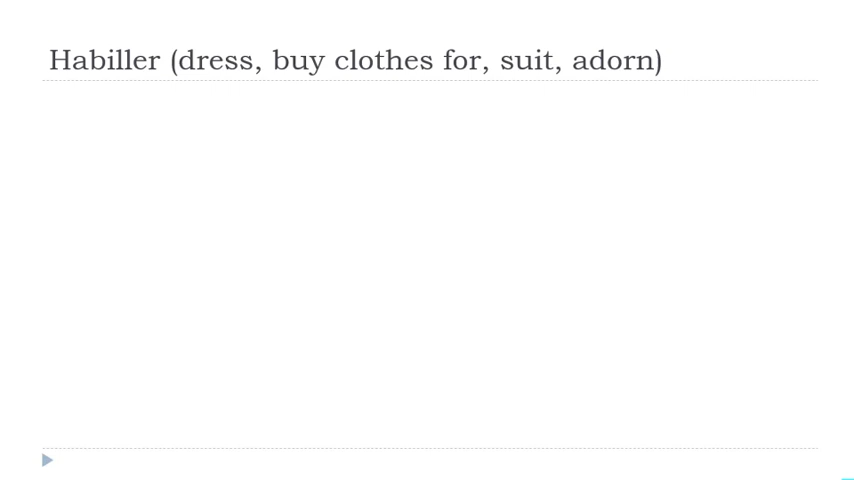 Habiller (dress, buy clothes for, suit, adorn)